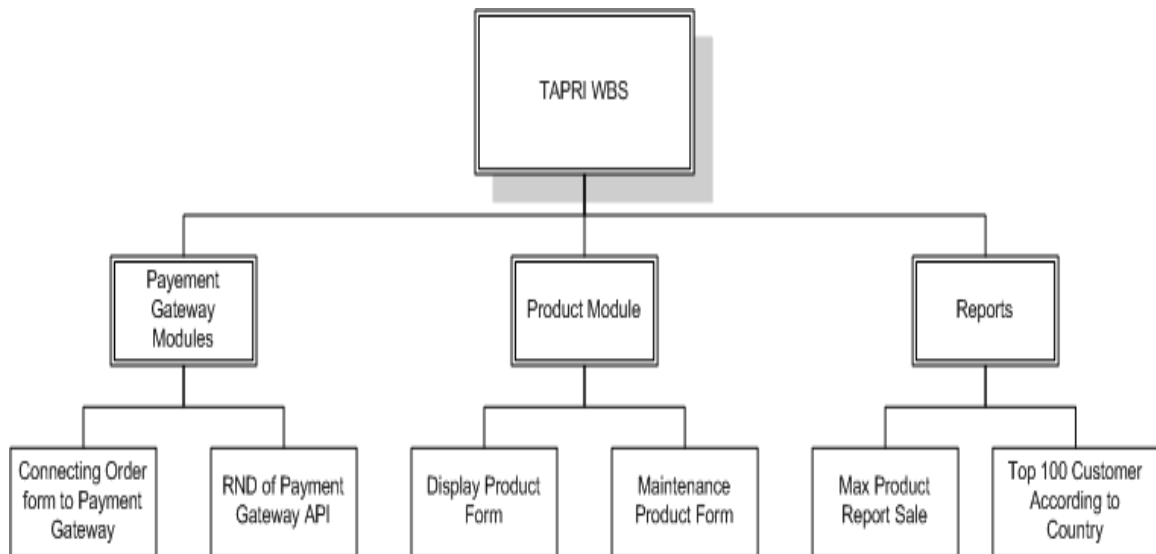 TAPRI WBS
Payement
Gateway
Modules
Product Module
Reports
Connecting Order
form to Payment
Gateway
RND of Payment
Gateway API
Display Product
Form
Maintenance
Product Form
Max Product
Report Sale
Top 100 Customer
According to
Country